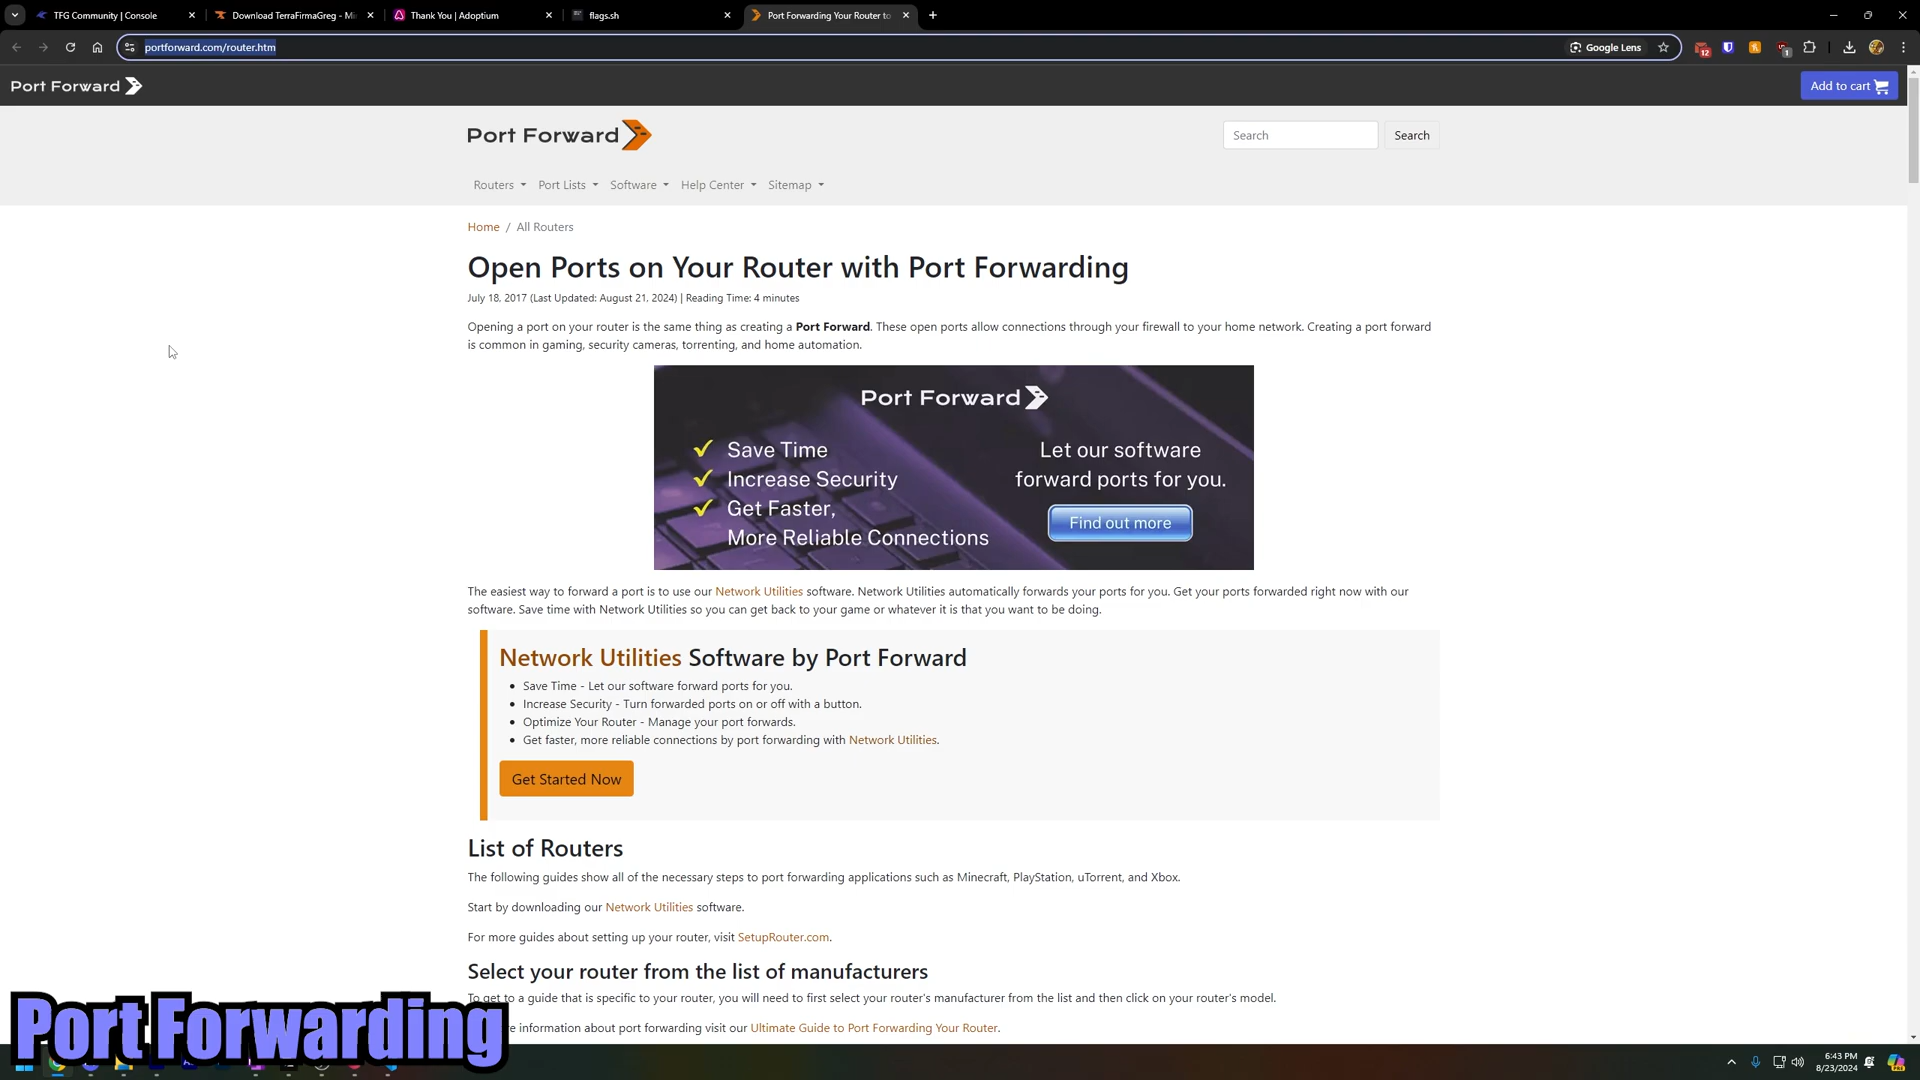 TFG Community | Console
Download TerraFirmaGreg - Mi
Thank You | Adoptium
flags.sh
Port Forwarding Your Router to
portforward.com/router.htm
Google Lens
12
1
Port Forward
Add to cart
Port Forward
Search
Search
Routers
Port Lists
Software
Help Center
Sitemap
Home / All Routers
Open Ports on Your Router with Port Forwarding
July 18, 2017 (Last Updated: August 21, 2024) | Reading Time: 4 minutes
Opening a port on your router is the same thing as creating a Port Forward. These open ports allow connections through your firewall to your home network. Creating a port forward
is common in gaming, security cameras, torrenting, and home automation.
Port Forward
Save Time
Increase Security
Get Faster,
More Reliable Connections
Let our software
forward ports for you.
Find out more
The easiest way to forward a port is to use our Network Utilities software. Network Utilities automatically forwards your ports for you. Get your ports forwarded right now with our
software. Save time with Network Utilities so you can get back to your game or whatever it is that you want to be doing.
Network Utilities Software by Port Forward
• Save Time - Let our software forward ports for you.
• Increase Security - Turn forwarded ports on or off with a button.
• Optimize Your Router - Manage your port forwards.
• Get faster, more reliable connections by port forwarding with Network Utilities.
Get Started Now
List of Routers
The following guides show all of the necessary steps to port forwarding applications such as Minecraft, PlayStation, uTorrent, and Xbox.
Start by downloading our Network Utilities software.
For more guides about setting up your router, visit SetupRouter.com.
Select your router from the list of manufacturers
To get to a guide that is specific to your router, you will need to first select your router's manufacturer from the list and then click on your router's model.
information about port forwarding visit our Ultimate Guide to Port Forwarding Your Router.
Port Forwarding
6:43 PM
8/23/2024